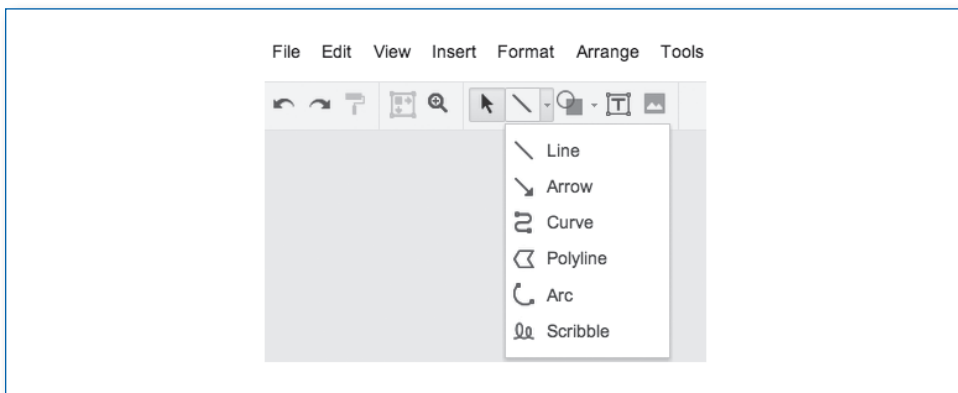 File Edit View Insert Format Arrange Tools
T
Line
Arrow
Curve
Polyline
Arc
Scribble